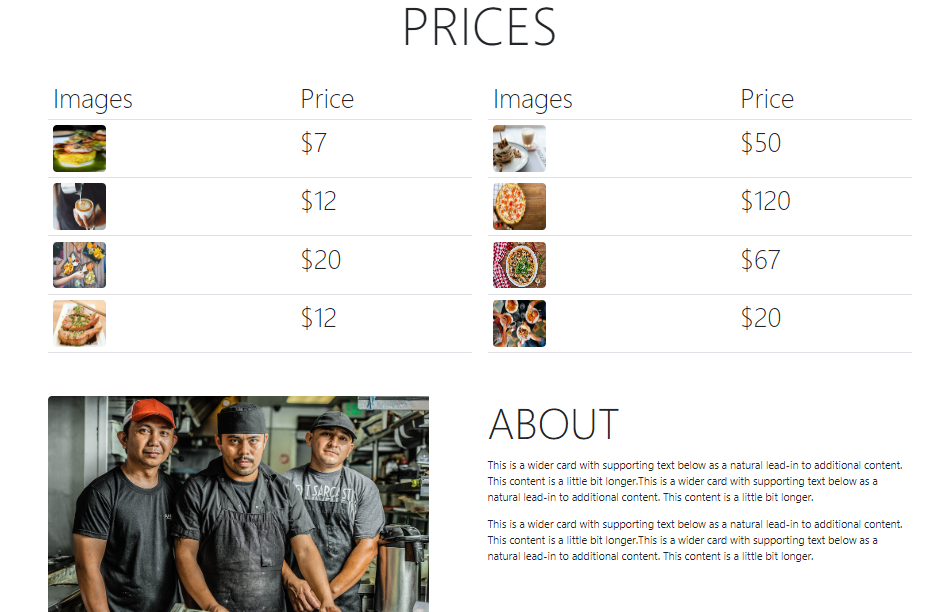 PRICES
Images Price
$7
$12
$20
$12
Images Price
$50
$120
$67
$20
ABOUT
This is a wider card with supporting text below as a natural lead-in to additional content.
This content is a little bit longer.This is a wider card with supporting text below as a
natural lead-in to additional content. This content is a little bit longer.
This is a wider card with supporting text below as a natural lead-in to additional content.
This content is a little bit longer.This is a wider card with supporting text below as a
natural lead-in to additional content. This content is a little bit longer.